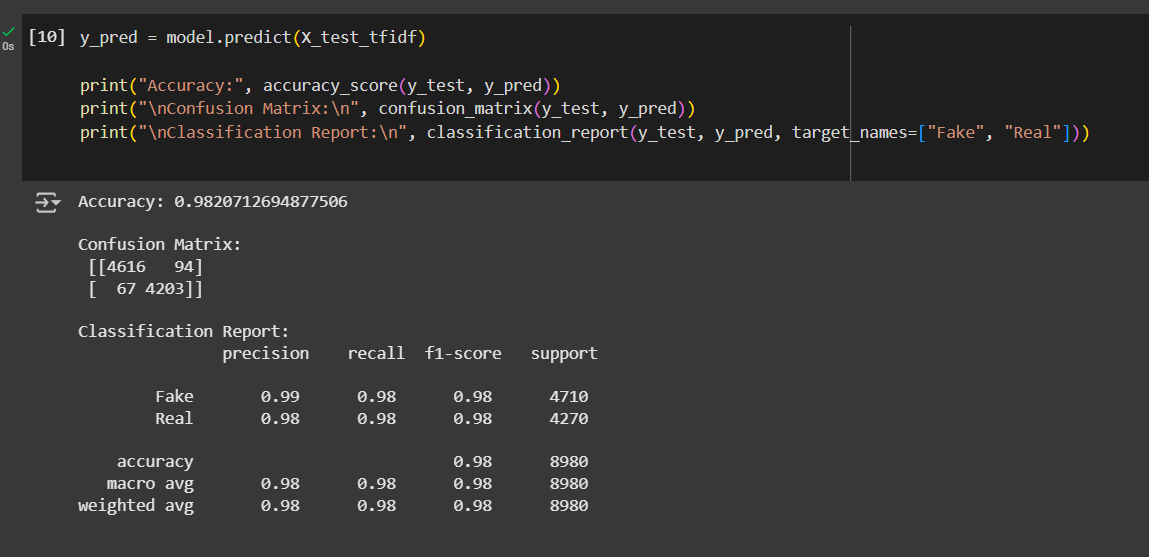 0s
[10] y_pred = model.predict(X_test_tfidf)
print("Accuracy:", accuracy_score(y_test, y_pred))
print("\nConfusion Matrix:\n", confusion_matrix(y_test, y_pred))
print("\nClassification Report:\n", classification_report(y_test, y_pred, target_names=["Fake", "Real"]))
Accuracy: 0.9820712694877506
Confusion Matrix:
[[4616   94]
[  67 4203]]
Classification Report:
precision    recall  f1-score   support
Fake       0.99      0.98      0.98      4710
Real       0.98      0.98      0.98      4270
accuracy                           0.98      8980
macro avg       0.98      0.98      0.98      8980
weighted avg       0.98      0.98      0.98      8980